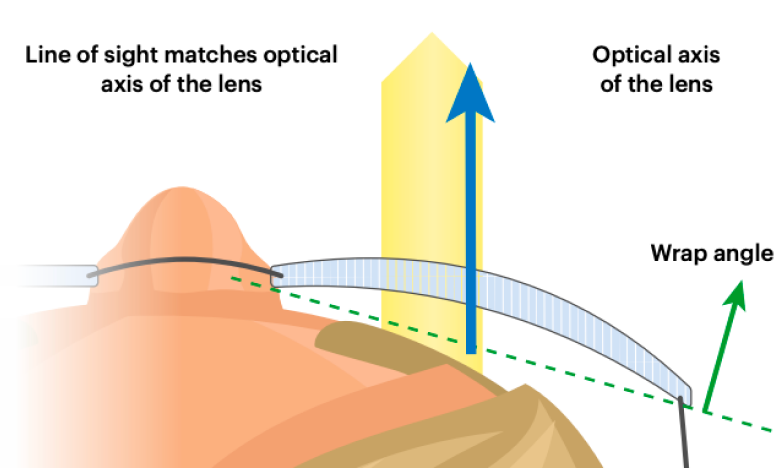 Line of sight matches optical
axis of the lens
Optical axis
of the lens
Wrap angle